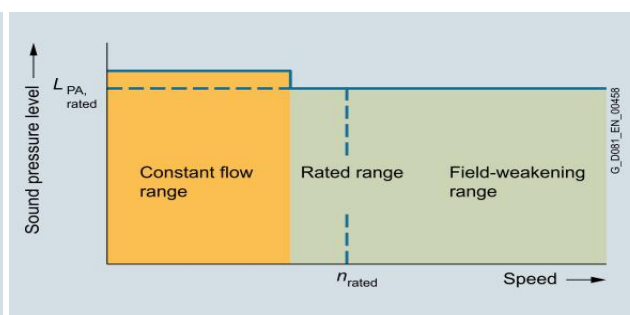 Sound pressure level
L PA,
rated
Constant flow
range
Rated range
Field-weakening
range
n rated
Speed
G_D081_EN_00458